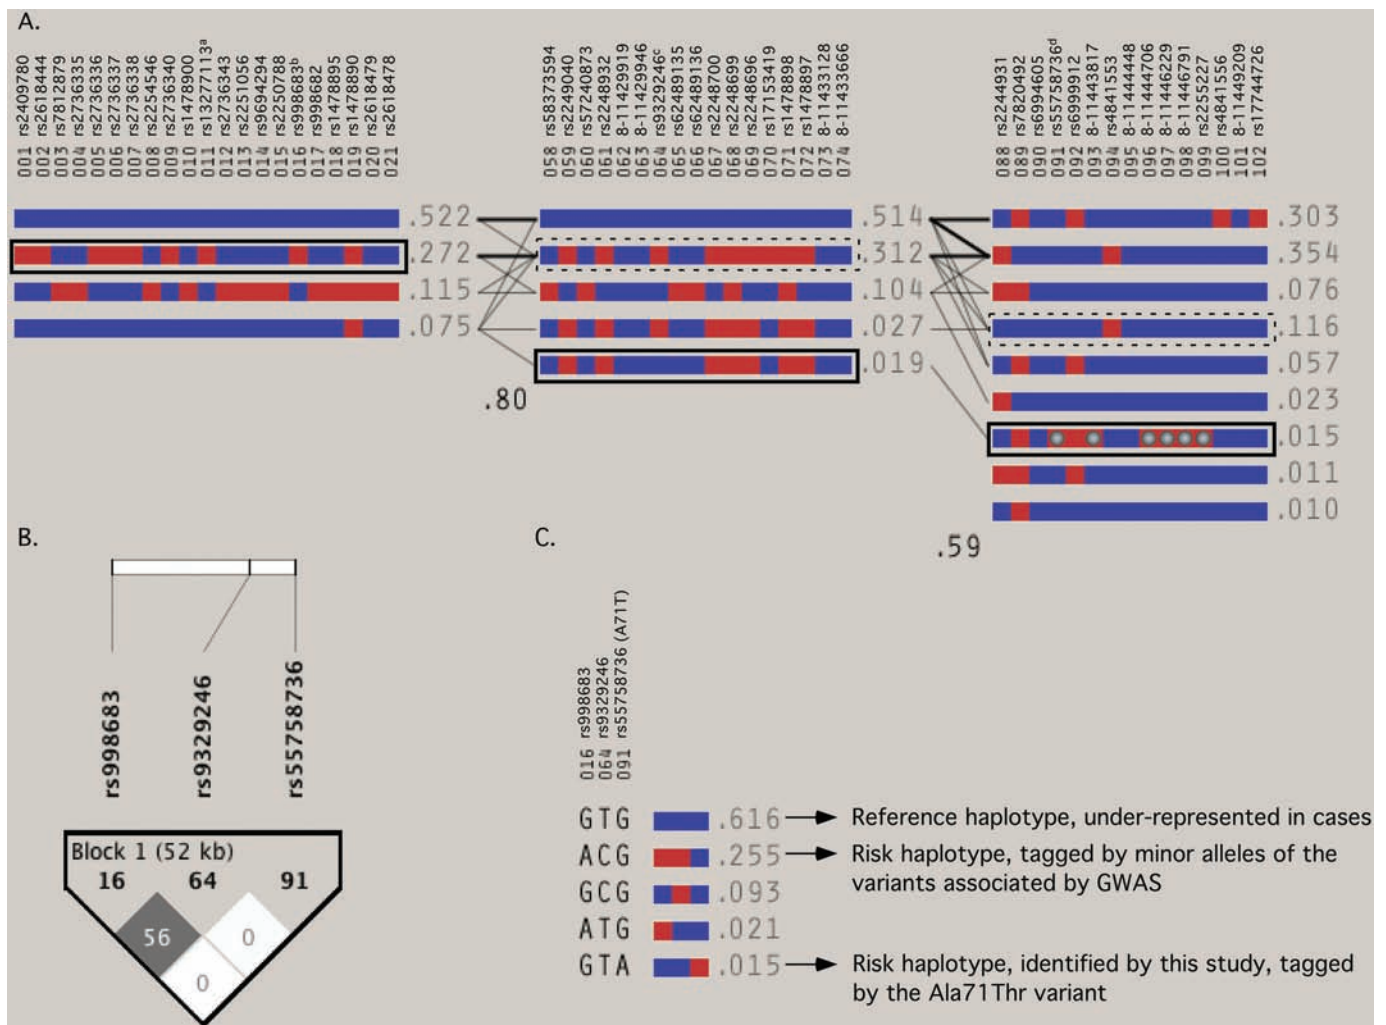 A.
001 rs2409780
002 rs2618444
003 rs7812879
004 rs2736335
005 rs2736336
006 rs2736337
007 rs2736338
008 rs2254546
009 rs2736340
010 rs1478900
011 rs13277113a
012 rs2736343
013 rs2251056
014 rs9694294
015 rs2250788
016 rs998683b
017 rs998682
018 rs1478895
019 rs1478890
020 rs2618479
021 rs2618478
058 rs58373594
059 rs2249040
060 rs57240873
061 rs2248932
062 8-11429919
063 8-11429946
064 rs9329246c
065 rs62489135
066 rs62489136
067 rs2248700
068 rs2248699
069 rs2248696
070 rs17153419
071 rs1478898
072 rs1478897
073 8-11433128
074 8-11433666
088 rs2244931
089 rs7820492
090 rs6994605
091 rs55758736d
092 rs6999912
093 8-11443817
094 rs4841553
095 8-11444448
096 8-11444706
097 8-11446229
098 8-11446791
099 rs2255227
100 rs4841556
101 8-11449209
102 rs17744726
.522
.272
.115
.075
.80
.514
.312
.104
.027
.019
.59
.303
.354
.076
.116
.057
.023
.015
.011
.010
B.
rs998683
rs9329246
rs55758736
Block 1 (52 kb)
16 64 91
56 0
0
C.
016 rs998683
064 rs9329246
091 rs55758736 (A71T)
GTG .616 Reference haplotype, under-represented in cases
ACG .255 Risk haplotype, tagged by minor alleles of the
variants associated by GWAS
GCG .093
ATG .021
GTA .015 Risk haplotype, identified by this study, tagged
by the Ala71Thr variant